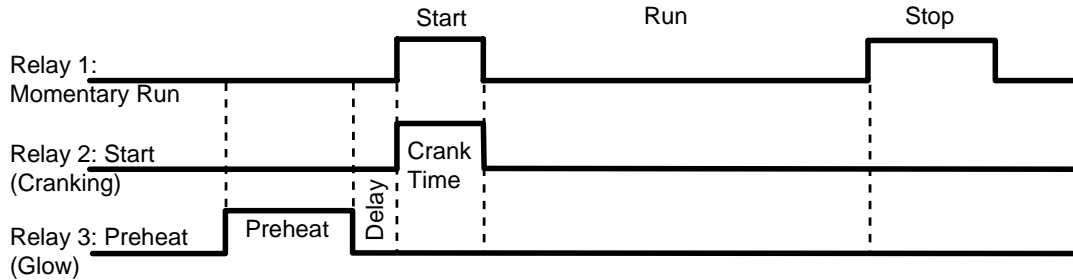 Start
Run
Stop
Relay 1:
Momentary Run
Relay 2: Start
(Cranking)
Crank
Time
Delay
Relay 3: Preheat
(Glow)
Preheat